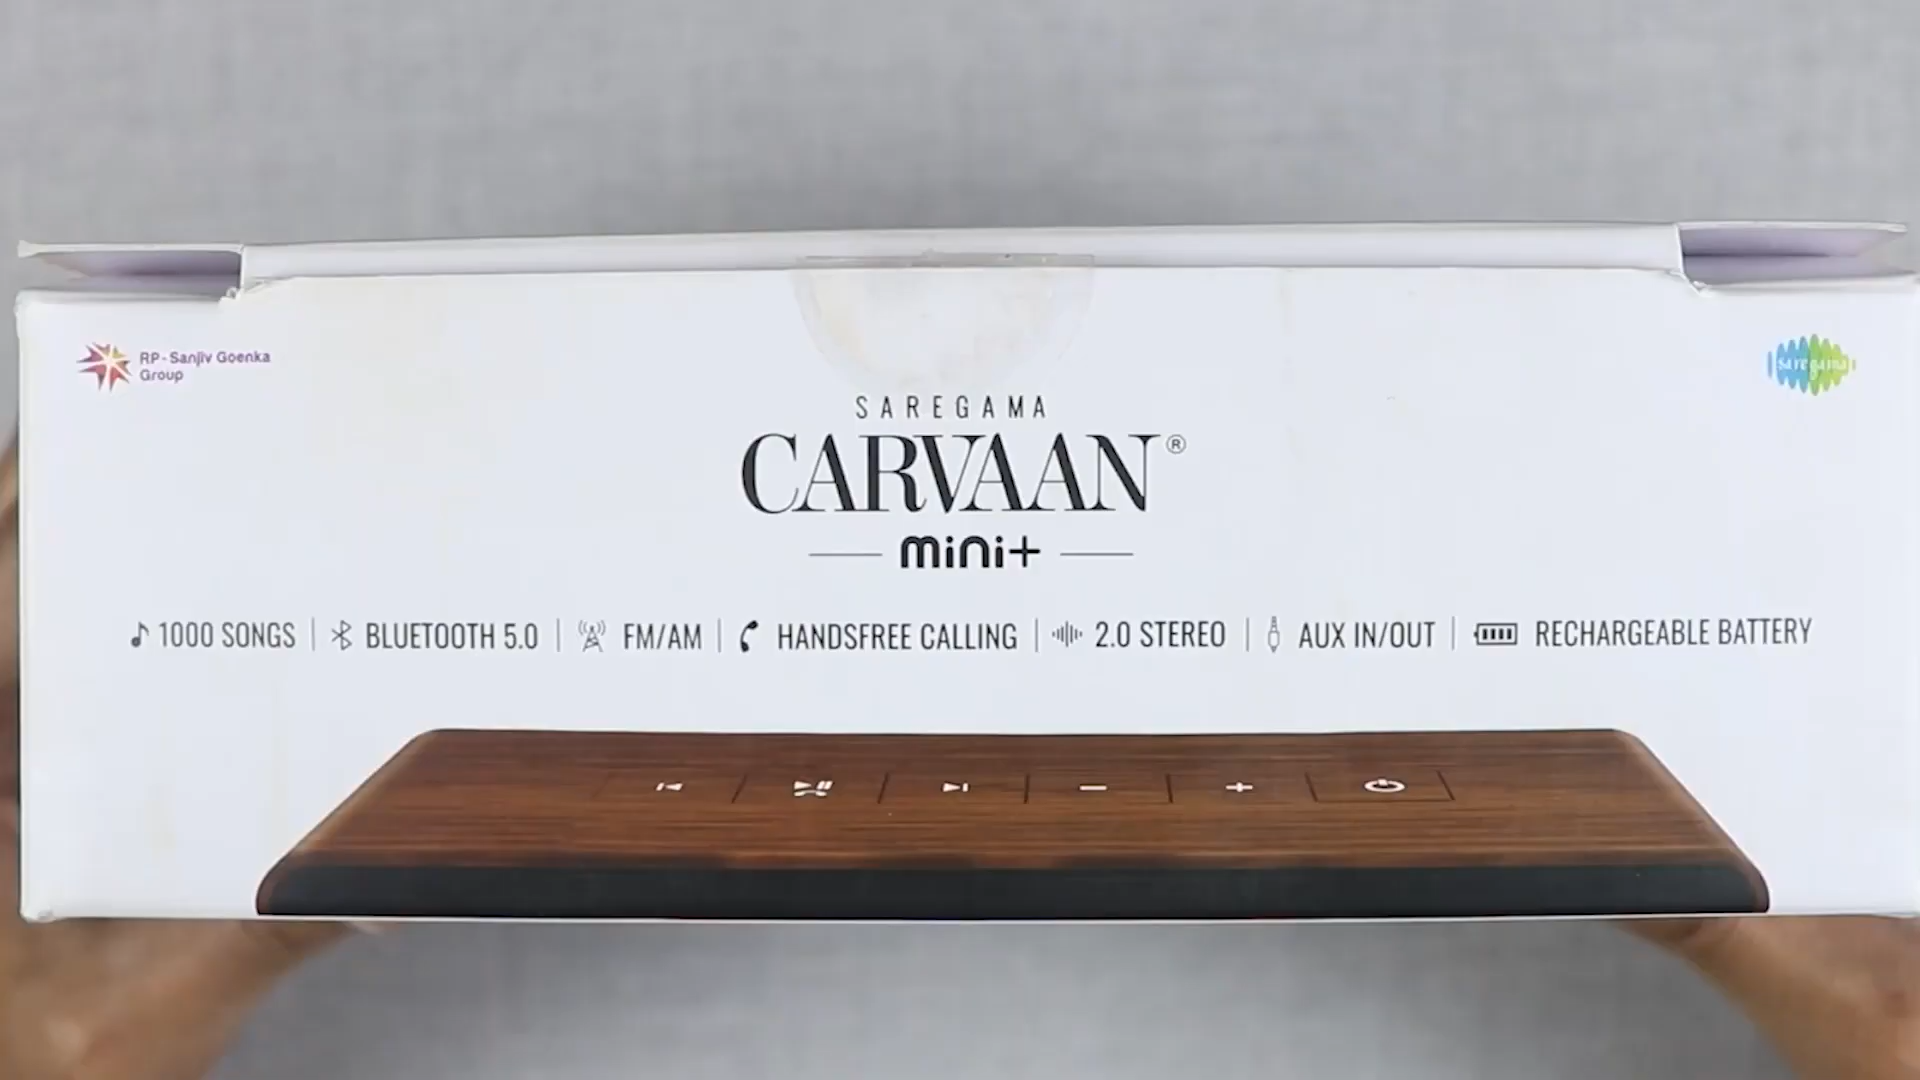 RP-Sanjiv Goenka
Group
saregama
SAREGAMA
CARVAAN®
mini+
1000 SONGS | BLUETOOTH 5.0 | FM/AM | HANDSFREE CALLING | 2.0 STEREO | AUX IN/OUT | RECHARGEABLE BATTERY